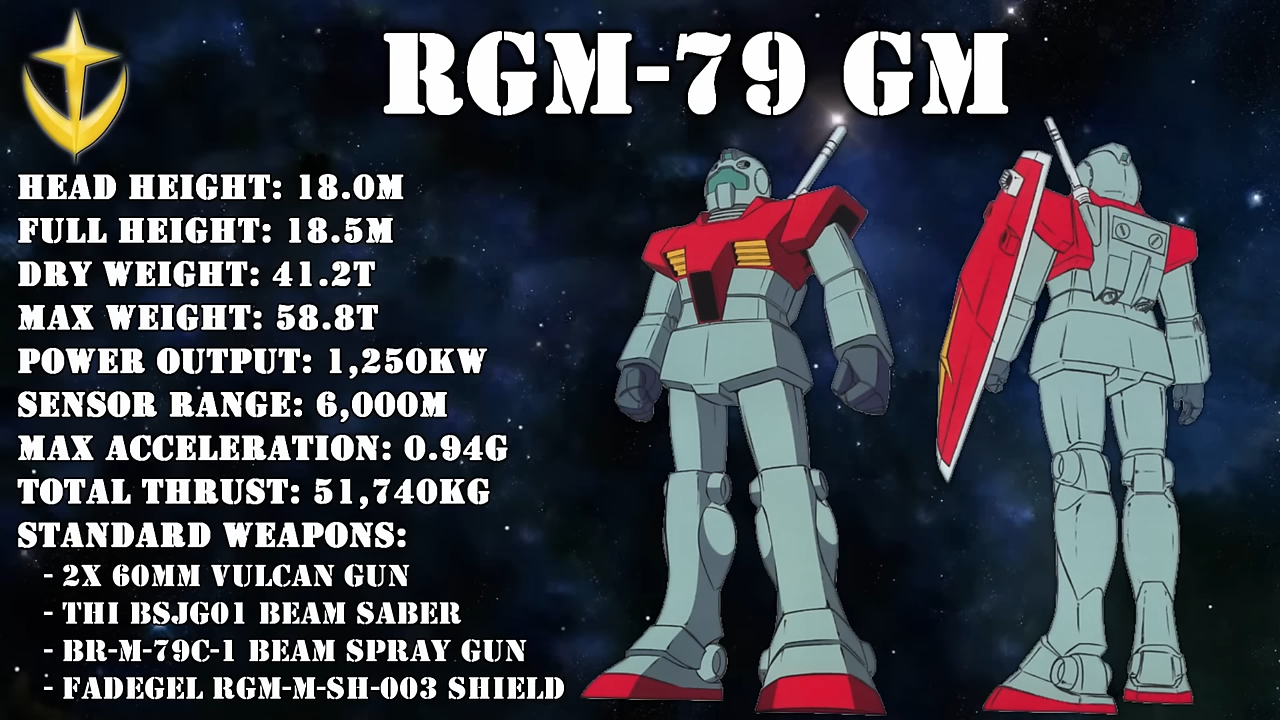 RGM-79 GM
HEAD HEIGHT: 18.0M
FULL HEIGHT: 18.5M
DRY WEIGHT: 41.2T
MAX WEIGHT: 58.8T
POWER OUTPUT: 1,250KW
SENSOR RANGE: 6,000M
MAX ACCELERATION: 0.94G
TOTAL THRUST: 51,740KG
STANDARD WEAPONS:
- 2X 60MM VULCAN GUN
- THI BSJG01 BEAM SABER
- BR-M-79C-1 BEAM SPRAY GUN
- FADEGEL RGM-M-SH-003 SHIELD